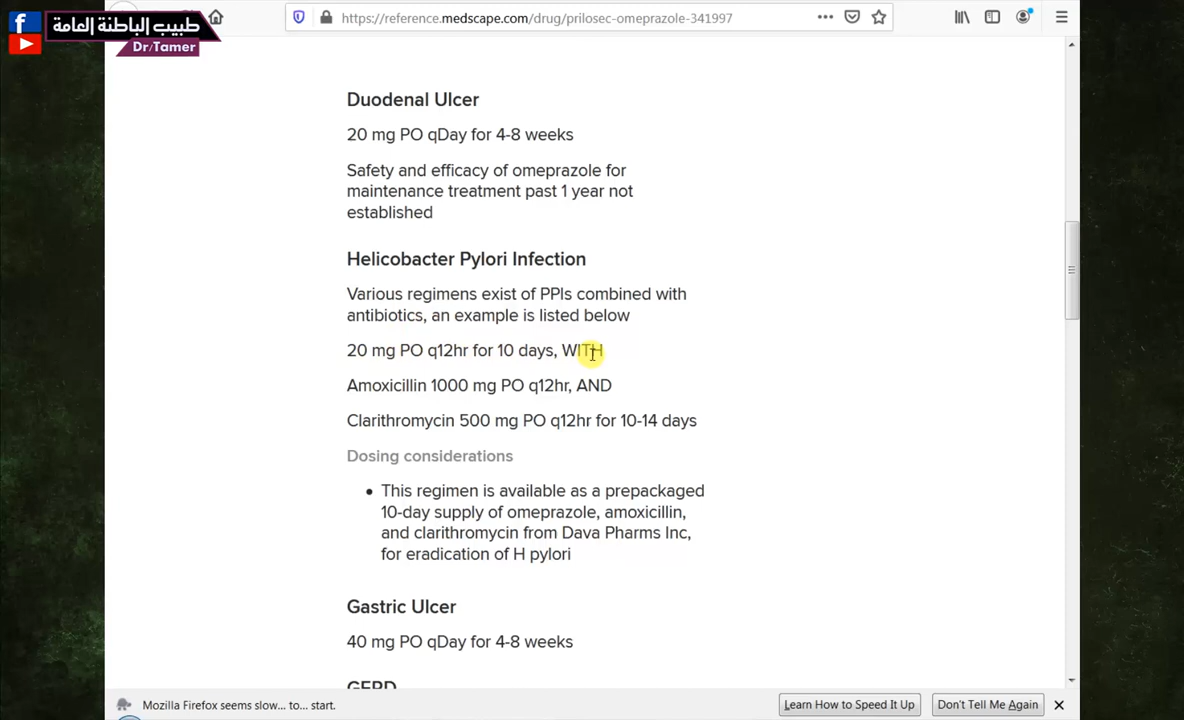 طبيب الباطنة العامة
Dr/Tamer
https://reference.medscape.com/drug/prilosec-omeprazole-341997
Duodenal Ulcer
20 mg PO qDay for 4-8 weeks
Safety and efficacy of omeprazole for
maintenance treatment past 1 year not
established
Helicobacter Pylori Infection
Various regimens exist of PPIs combined with
antibiotics, an example is listed below
20 mg PO q12hr for 10 days, WITH
Amoxicillin 1000 mg PO q12hr, AND
Clarithromycin 500 mg PO q12hr for 10-14 days
Dosing considerations
• This regimen is available as a prepackaged
10-day supply of omeprazole, amoxicillin,
and clarithromycin from Dava Pharms Inc,
for eradication of H pylori
Gastric Ulcer
40 mg PO qDay for 4-8 weeks
GERD
Mozilla Firefox seems slow... to... start.
Learn How to Speed It Up
Don't Tell Me Again